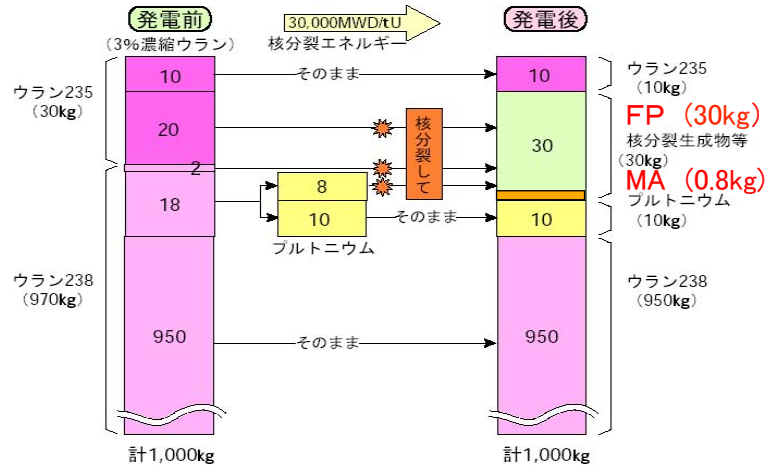 発電前
30,000MWD/tU
発電後
（3％濃縮ウラン）
核分裂エネルギー
ウラン235
（30kg）
10
そのまま
10
ウラン235
（10kg）
20
核分裂して
30
FP（30kg）
核分裂生成物等
（30kg）
2
MA（0.8kg）
18
8
10
プルトニウム
そのまま
10
プルトニウム
（10kg）
ウラン238
（970kg）
950
そのまま
950
ウラン238
（950kg）
計1,000kg
計1,000kg